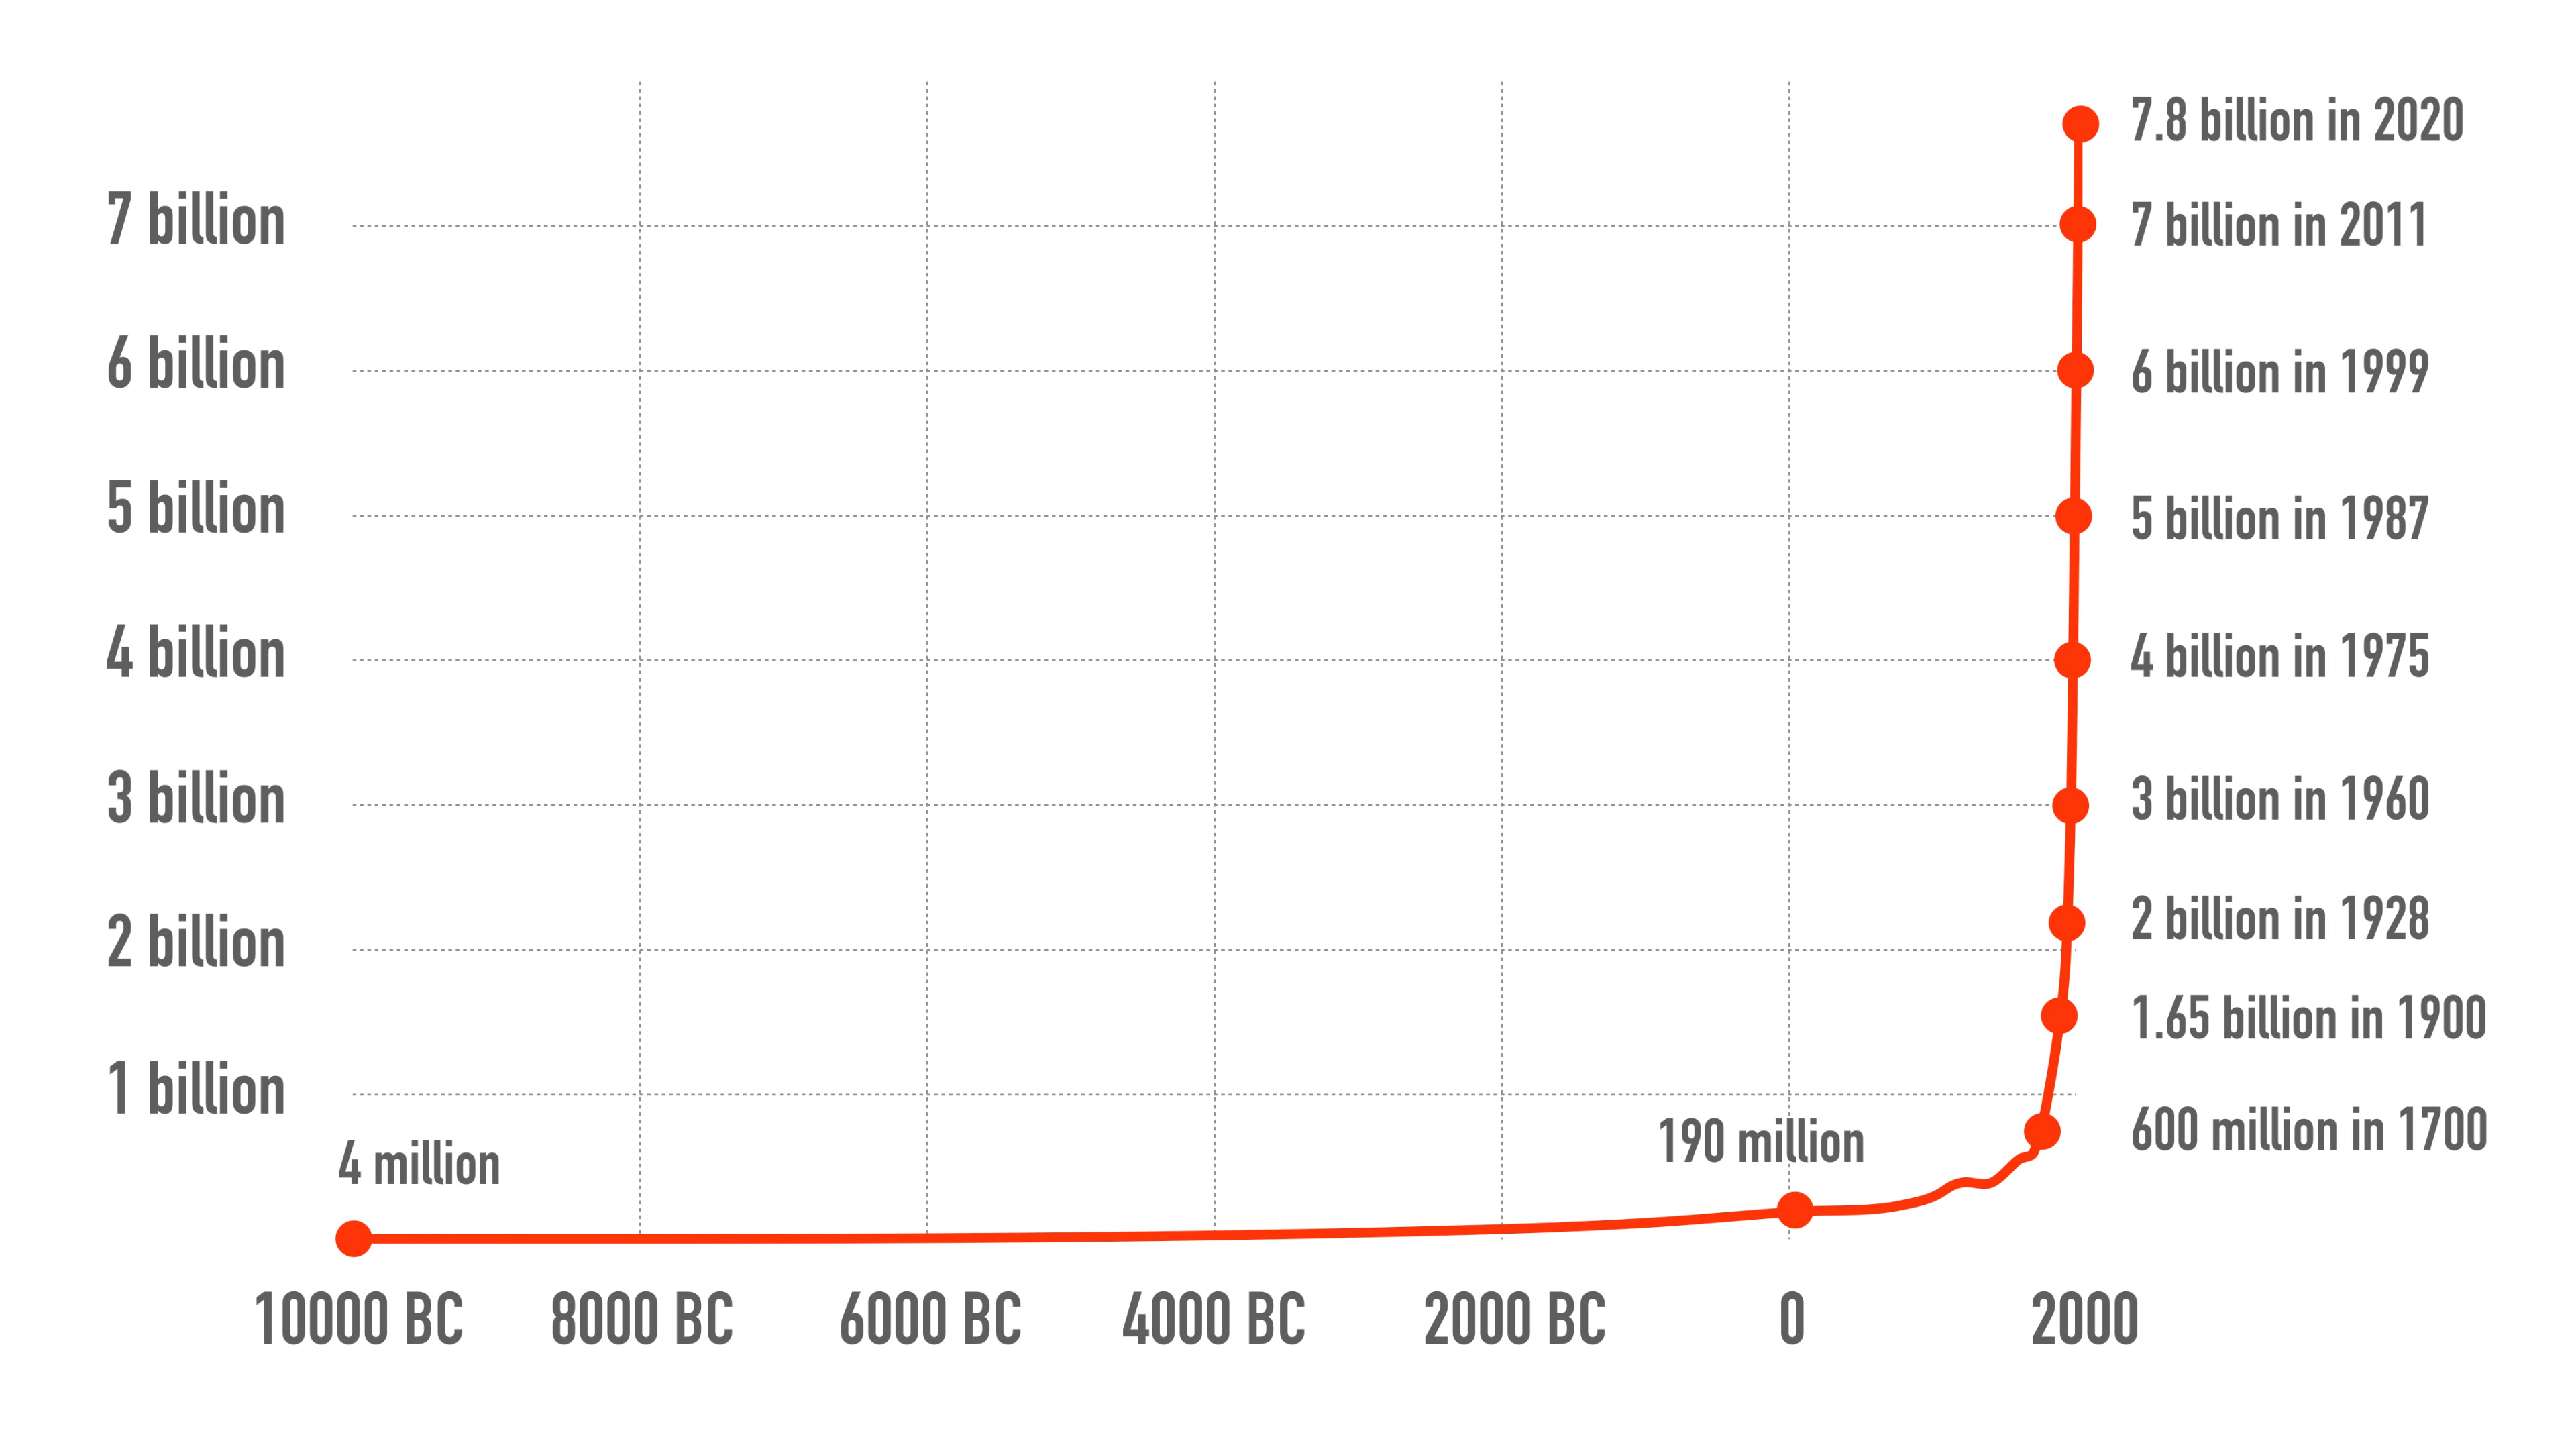 7.8 billion in 2020
7 billion
7 billion in 2011
6 billion
6 billion in 1999
5 billion
5 billion in 1987
4 billion
4 billion in 1975
3 billion
3 billion in 1960
2 billion
2 billion in 1928
1.65 billion in 1900
1 billion
600 million in 1700
190 million
4 million
10000 BC
8000 BC
6000 BC
4000 BC
2000 BC
0
2000